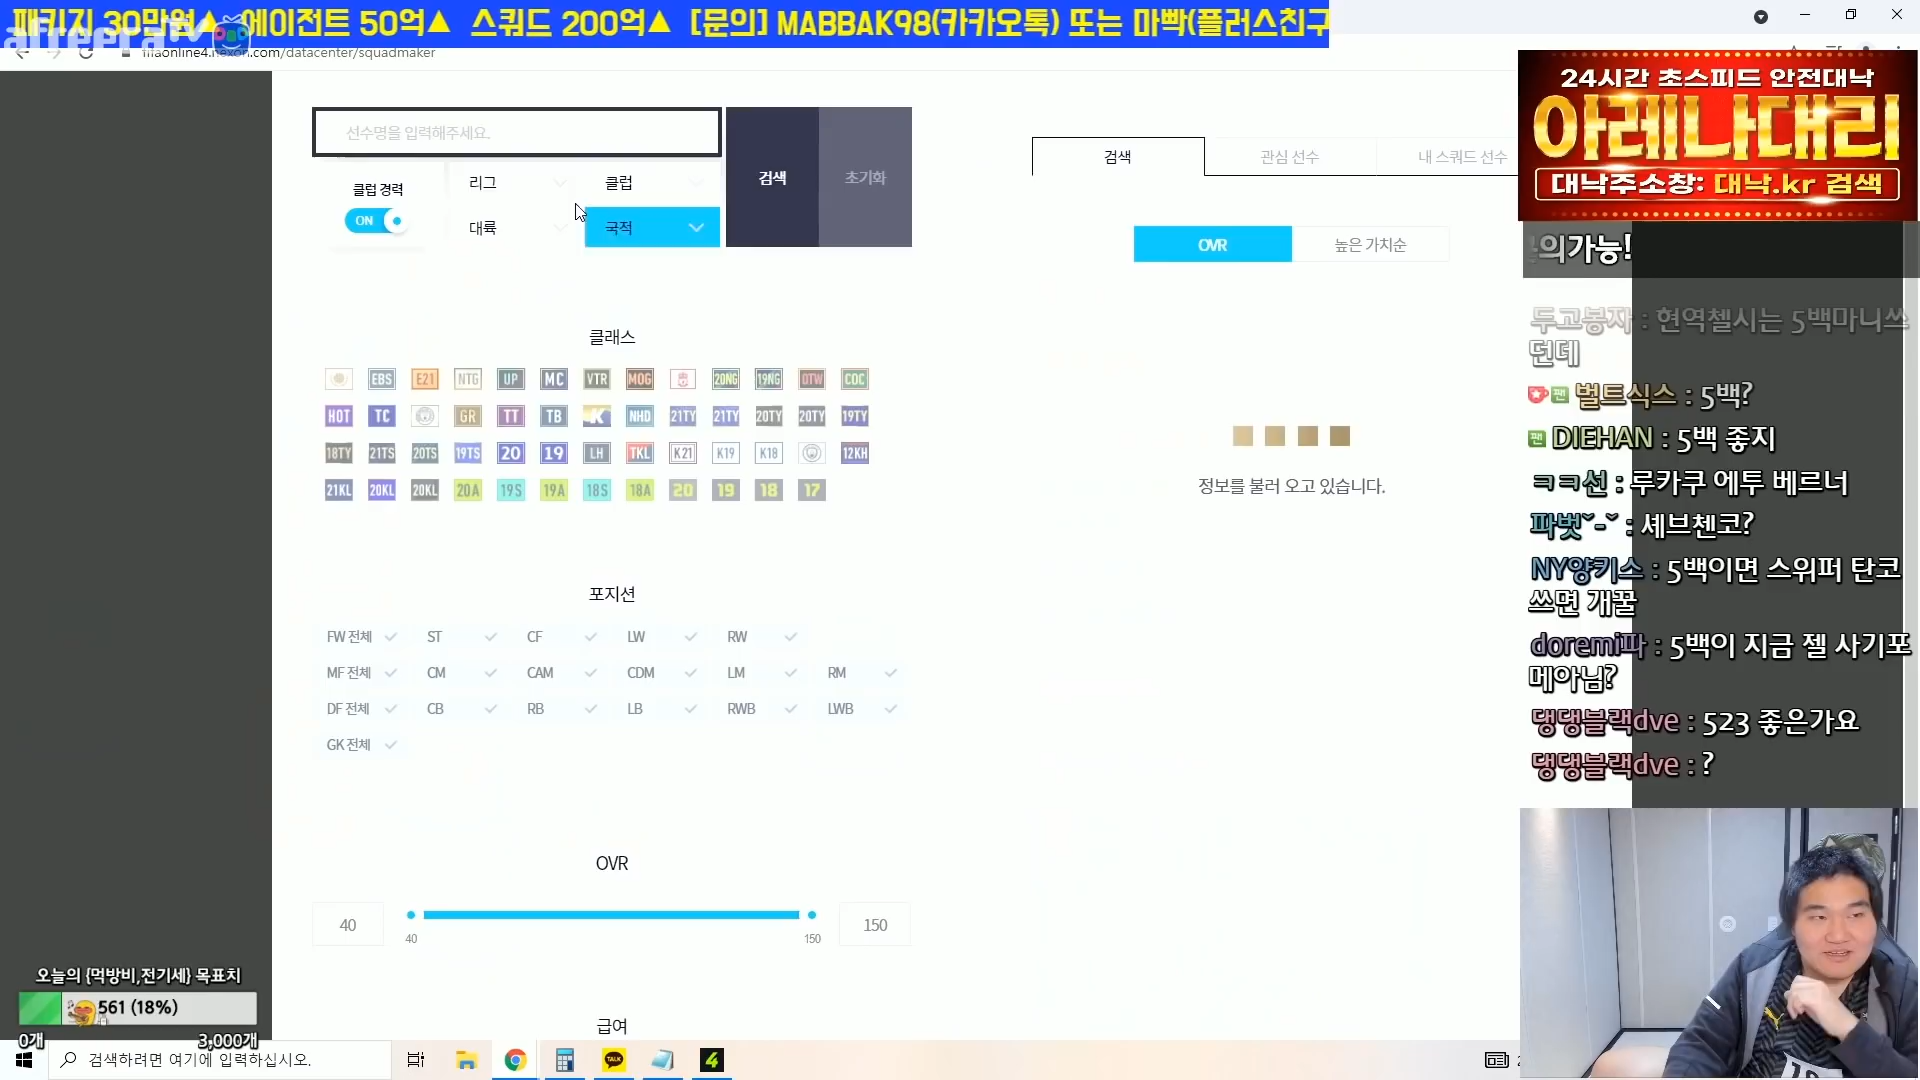 패키지 30만원▲ 에이전트 50억▲ 스쿼드 200억▲ [문의] MABBAK98(카카오톡) 또는 마빡(플러스친구
afreecaTV
fifaonline4.nexon.com/datacenter/squadmaker
선수명을 입력해주세요.
클럽 경력
ON
리그
클럽
대륙
국적
검색
초기화
검색
관심 선수
내 스쿼드 선수
OVR
높은 가치순
정보를 불러 오고 있습니다.
클래스
EBS E21 NTG UP MC VTR MOG 20NG 19NG OTW COC
HOT TC GR TT TB K NHD 21TY 21TY 20TY 20TY 19TY
18TY 21TS 20TS 19TS 20 19 LH TKL K21 K19 K18 12KH
21KL 20KL 20KL 20A 19S 19A 18S 18A 20 19 18 17
포지션
FW 전체 ST CF LW RW
MF 전체 CM CAM CDM LM RM
DF 전체 CB RB LB RWB LWB
GK 전체
OVR
40
40
150
150
급여
24시간 초스피드 안전대낙
아레나대리
대낙주소창: 대낙.kr 검색
문의가능!
두고봉자 : 현역첼시는 5백마니쓰
던데
팬 벌트식스 : 5백?
팬 DIEHAN : 5백 좋지
ㅋㅋ선 : 루카쿠 에투 베르너
파벗˘-˘ : 셰브첸코?
NY양키스 : 5백이면 스위퍼 탄코
쓰면 개꿀
doremi파 : 5백이 지금 젤 사기포
메아님?
댕댕블랙dve : 523 좋은가요
댕댕블랙dve : ?
오늘의 {먹방비,전기세} 목표치
561 (18%)
0개
3,000개
검색하려면 여기에 입력하십시오.
TALK
4